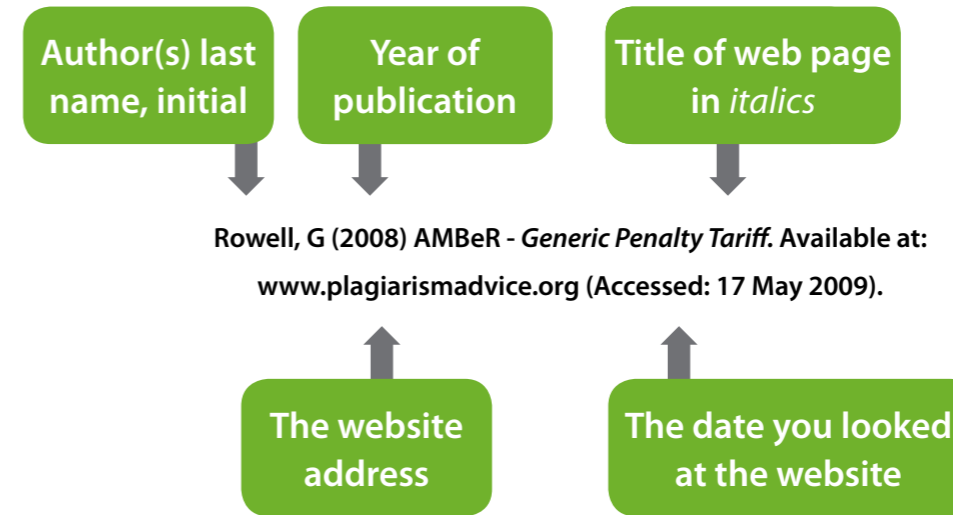 Author(s) last
name, initial
Year of
publication
Title of web page
in italics
Rowell, G (2008) AMBeR - Generic Penalty Tariff. Available at:
www.plagiarismadvice.org (Accessed: 17 May 2009).
The website
address
The date you looked
at the website